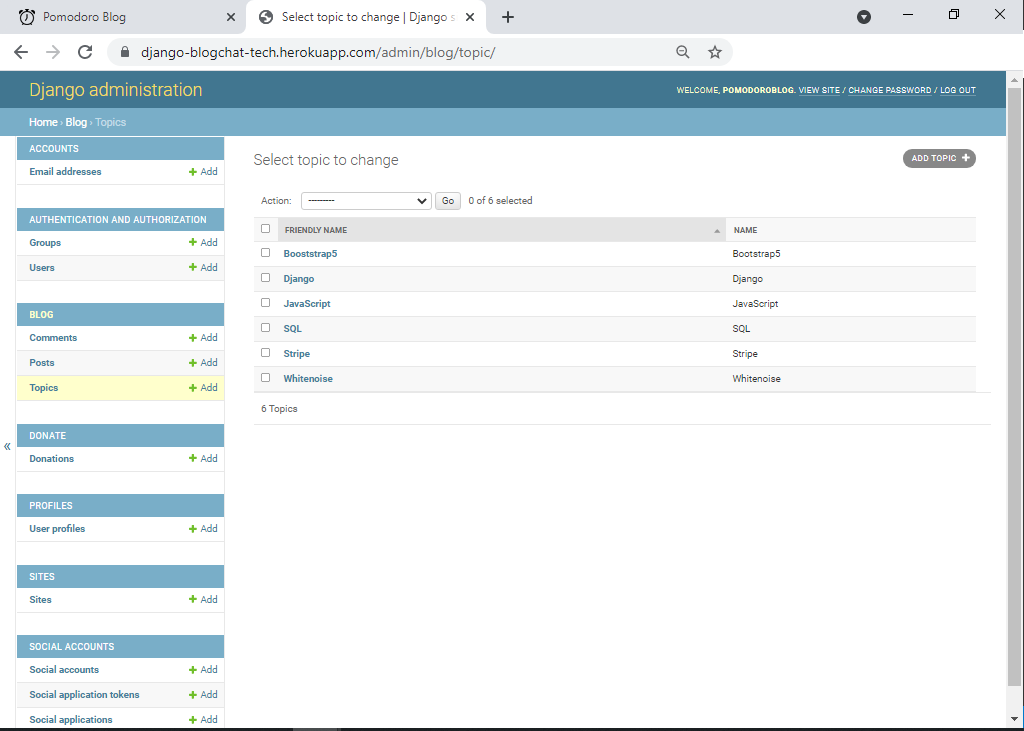 Pomodoro Blog
Select topic to change | Django s
django-blogchat-tech.herokuapp.com/admin/blog/topic/
Django administration
WELCOME, POMODOROBLOG. VIEW SITE / CHANGE PASSWORD / LOG OUT
Home › Blog › Topics
ACCOUNTS
Email addresses + Add
AUTHENTICATION AND AUTHORIZATION
Groups + Add
Users + Add
BLOG
Comments + Add
Posts + Add
Topics + Add
DONATE
Donations + Add
PROFILES
User profiles + Add
SITES
Sites + Add
SOCIAL ACCOUNTS
Social accounts + Add
Social application tokens + Add
Social applications + Add
«
Select topic to change
ADD TOPIC +
Action: --------- Go 0 of 6 selected
FRIENDLY NAME NAME
Booststrap5 Bootstrap5
Django Django
JavaScript JavaScript
SQL SQL
Stripe Stripe
Whitenoise Whitenoise
6 Topics